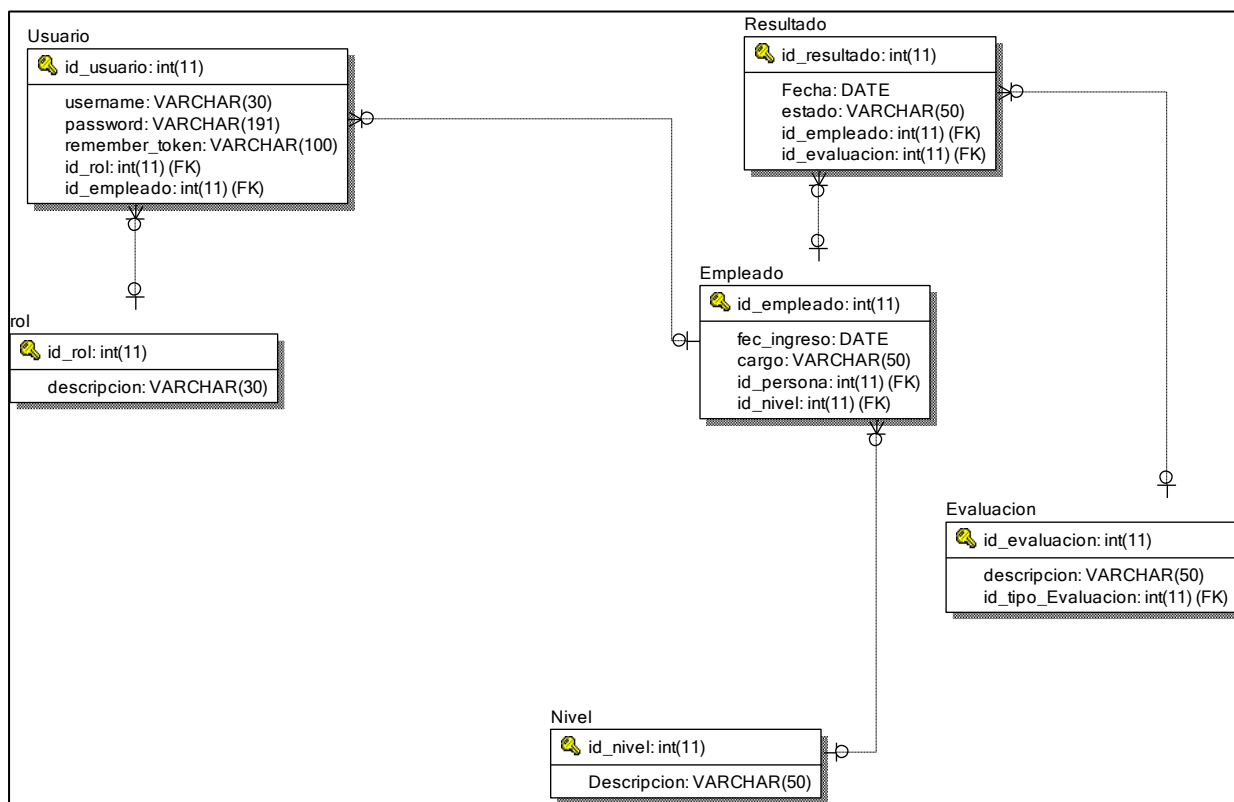 Usuario
id_usuario: int(11)
username: VARCHAR(30)
password: VARCHAR(191)
remember_token: VARCHAR(100)
id_rol: int(11) (FK)
id_empleado: int(11) (FK)
Resultado
id_resultado: int(11)
Fecha: DATE
estado: VARCHAR(50)
id_empleado: int(11) (FK)
id_evaluacion: int(11) (FK)
rol
id_rol: int(11)
descripcion: VARCHAR(30)
Empleado
id_empleado: int(11)
fec_ingreso: DATE
cargo: VARCHAR(50)
id_persona: int(11) (FK)
id_nivel: int(11) (FK)
Evaluacion
id_evaluacion: int(11)
descripcion: VARCHAR(50)
id_tipo_Evaluacion: int(11) (FK)
Nivel
id_nivel: int(11)
Descripcion: VARCHAR(50)